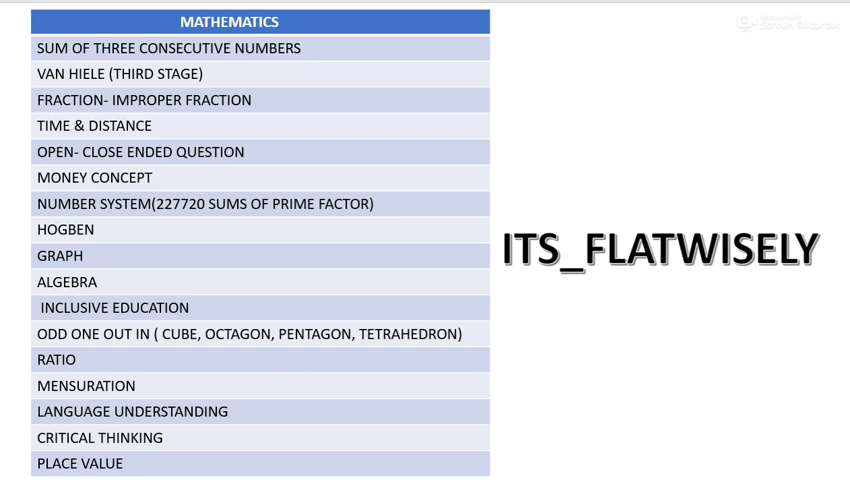 MATHEMATICS
SUM OF THREE CONSECUTIVE NUMBERS
VAN HIELE (THIRD STAGE)
FRACTION- IMPROPER FRACTION
TIME & DISTANCE
OPEN- CLOSE ENDED QUESTION
MONEY CONCEPT
NUMBER SYSTEM(227720 SUMS OF PRIME FACTOR)
HOGBEN
GRAPH
ALGEBRA
INCLUSIVE EDUCATION
ODD ONE OUT IN ( CUBE, OCTAGON, PENTAGON, TETRAHEDRON)
RATIO
MENSURATION
LANGUAGE UNDERSTANDING
CRITICAL THINKING
PLACE VALUE
ITS_FLATWISELY
Screen Recorder